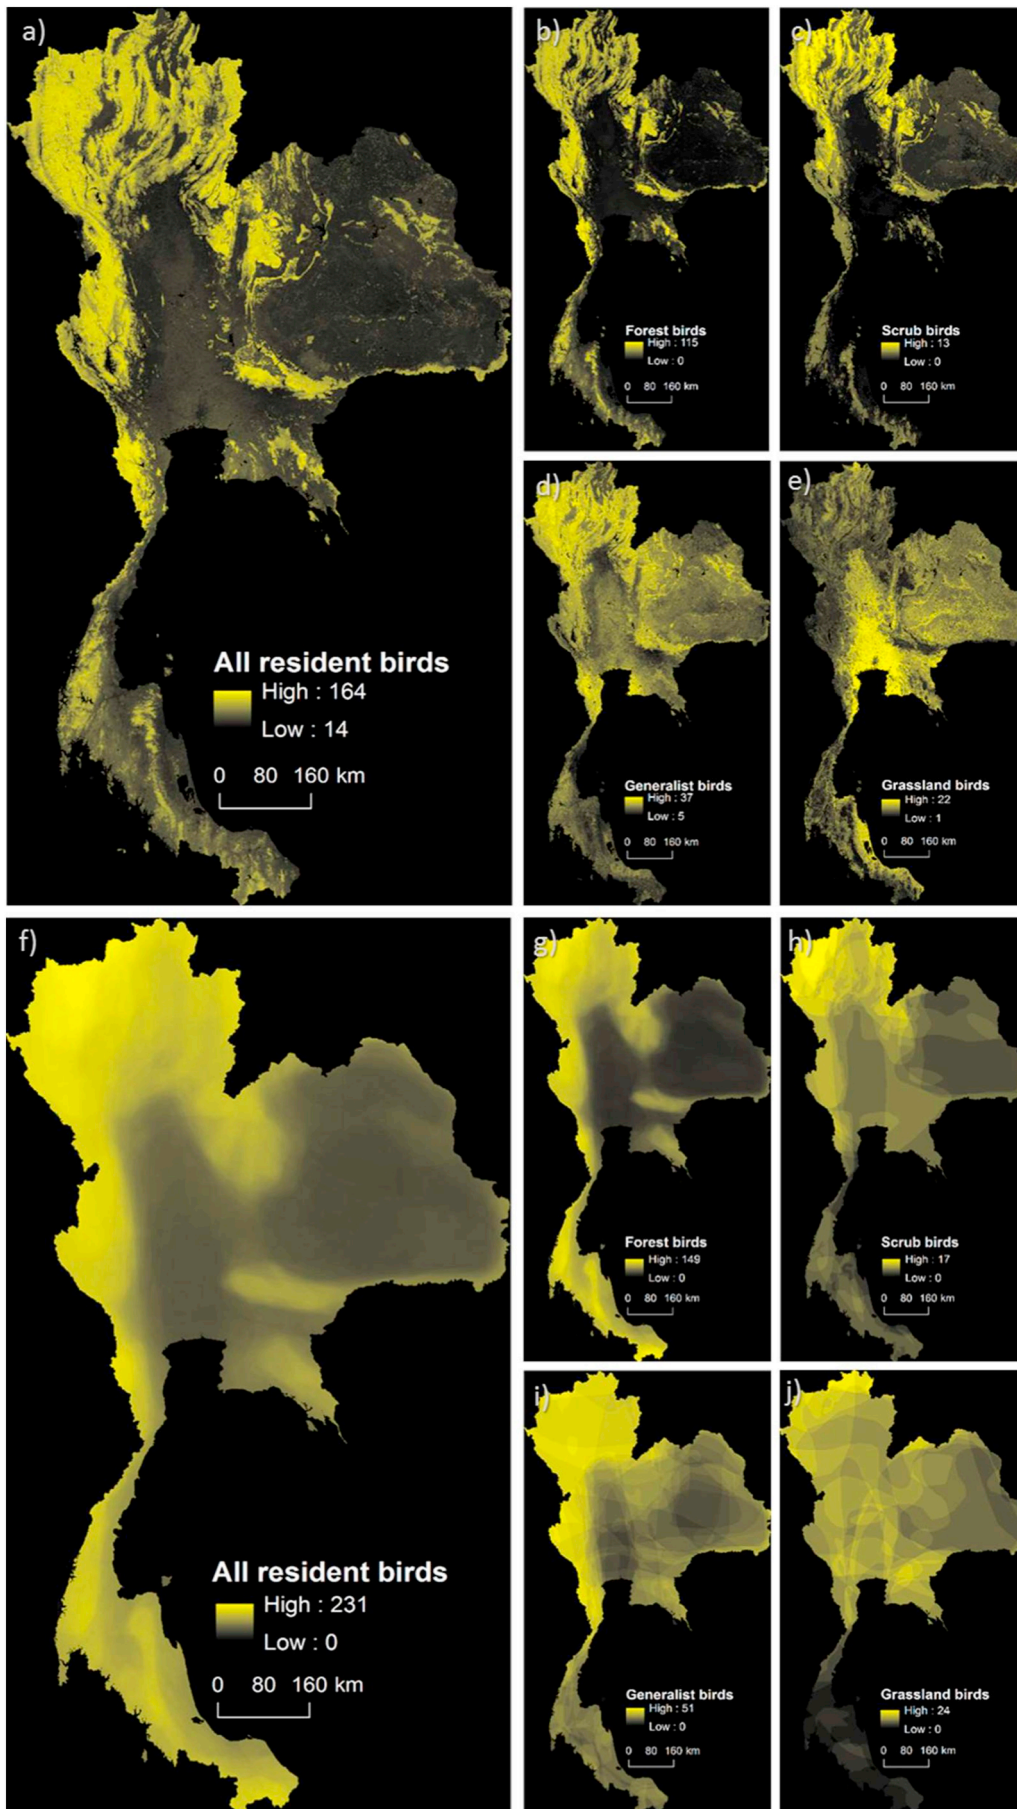 a)
All resident birds
High : 164
Low : 14
0 80 160 km
b)
Forest birds
High : 115
Low : 0
0 80 160 km
c)
Scrub birds
High : 13
Low : 0
0 80 160 km
d)
Generalist birds
High : 37
Low : 5
0 80 160 km
e)
Grassland birds
High : 22
Low : 1
0 80 160 km
f)
All resident birds
High : 231
Low : 0
0 80 160 km
g)
Forest birds
High : 149
Low : 0
0 80 160 km
h)
Scrub birds
High : 17
Low : 0
0 80 160 km
i)
Generalist birds
High : 51
Low : 0
0 80 160 km
j)
Grassland birds
High : 24
Low : 0
0 80 160 km